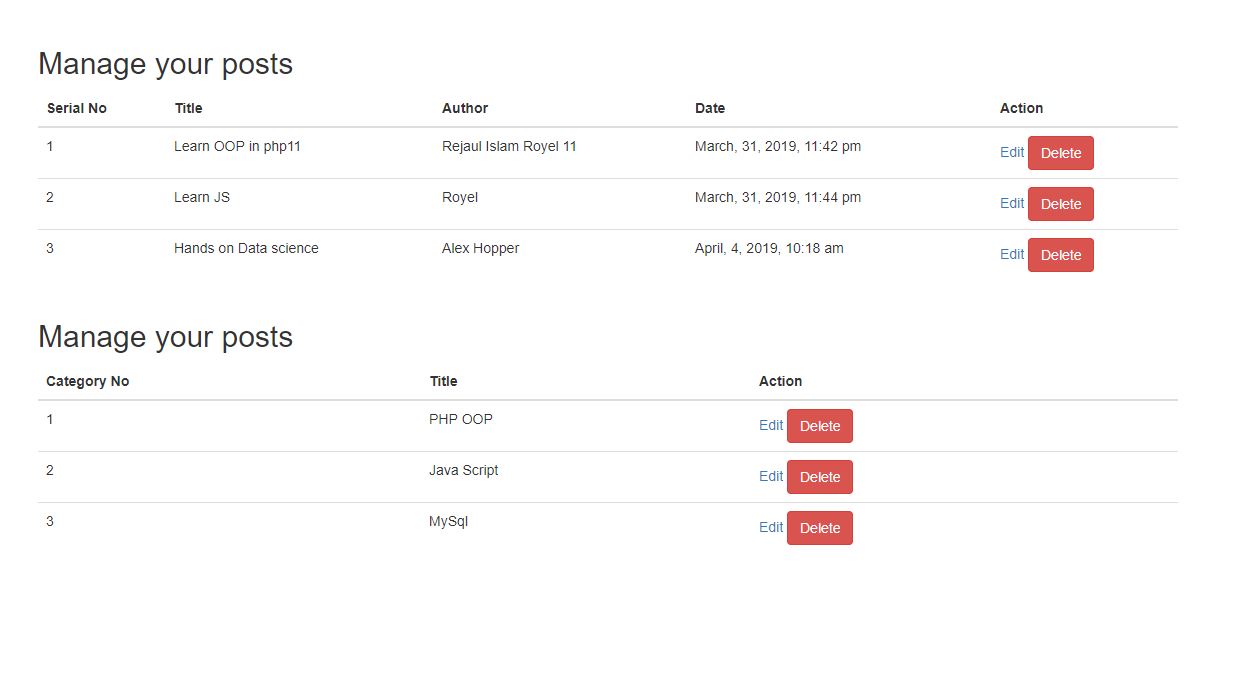 Manage your posts
Serial No Title Author Date Action
1 Learn OOP in php11 Rejaul Islam Royel 11 March, 31, 2019, 11:42 pm Edit Delete
2 Learn JS Royel March, 31, 2019, 11:44 pm Edit Delete
3 Hands on Data science Alex Hopper April, 4, 2019, 10:18 am Edit Delete
Manage your posts
Category No Title Action
1 PHP OOP Edit Delete
2 Java Script Edit Delete
3 MySql Edit Delete